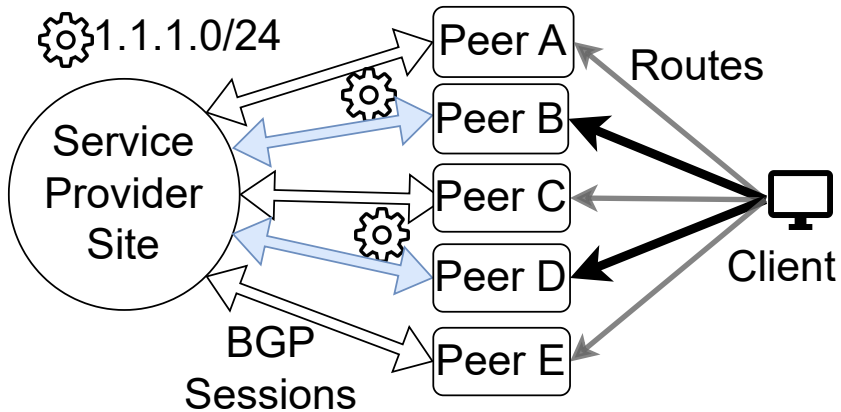 1.1.1.0/24
Peer A
Routes
Peer B
Service
Provider
Site
Peer C
Peer D
Client
BGP
Sessions
Peer E